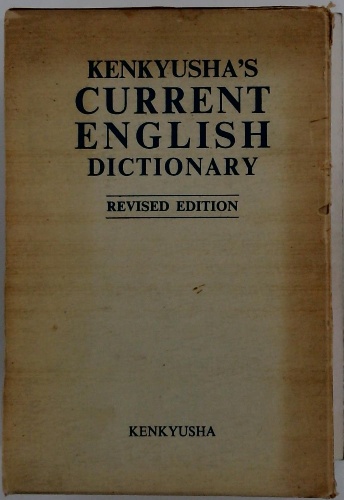 KENKYUSHA'S
CURRENT
ENGLISH
DICTIONARY
REVISED EDITION
KENKYUSHA